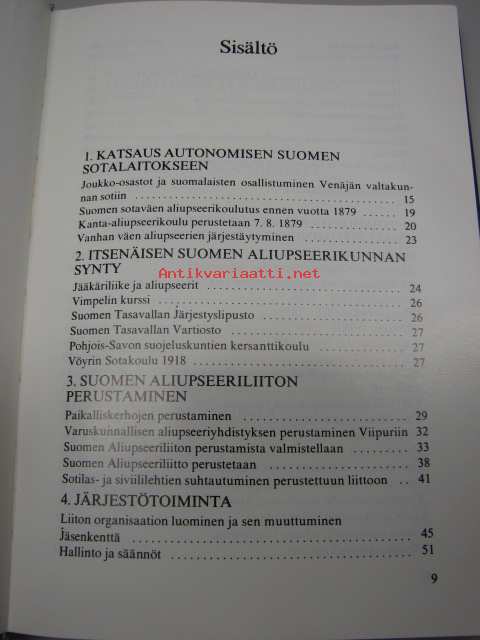 Sisältö
1. KATSAUS AUTONOMISEN SUOMEN
SOTALAITOKSEEN
Joukko-osastot ja suomalaisten osallistuminen Venäjän valtakun-
nan sotiin . . . . . . . . . . . . . . . . . . . . . . . . . . . . . . 15
Suomen sotaväen aliupseerikoulutus ennen vuotta 1879 . . . . . 19
Kanta-aliupseerikoulu perustetaan 7. 8. 1879 . . . . . . . . . . 20
Vanhan väen aliupseerien järjestäytyminen . . . . . . . . . . . 23
2. ITSENÄISEN SUOMEN ALIUPSEERIKUNNAN
SYNTY
Antikvariaatti.net
Jääkäriliike ja aliupseerit . . . . . . . . . . . . . . . . . . . . 24
Vimpelin kurssi . . . . . . . . . . . . . . . . . . . . . . . . . . 26
Suomen Tasavallan Järjestyslipusto . . . . . . . . . . . . . . . 26
Suomen Tasavallan Vartiosto . . . . . . . . . . . . . . . . . . 27
Pohjois-Savon suojeluskuntien kersanttikoulu . . . . . . . . . . 27
Vöyrin Sotakoulu 1918 . . . . . . . . . . . . . . . . . . . . . . 27
3. SUOMEN ALIUPSEERILIITON
PERUSTAMINEN
Paikalliskerhojen perustaminen . . . . . . . . . . . . . . . . . 29
Varuskunnallisen aliupseeriyhdistyksen perustaminen Viipuriin 32
Suomen Aliupseeriliiton perustamista valmistellaan . . . . . . . 33
Suomen Aliupseeriliitto perustetaan . . . . . . . . . . . . . . . 38
Sotilas- ja siviililehtien suhtautuminen perustettuun liittoon . . 41
4. JÄRJESTÖTOIMINTA
Liiton organisaation luominen ja sen muuttuminen
Jäsenkenttä . . . . . . . . . . . . . . . . . . . . . . . . . . . . 45
Hallinto ja säännöt . . . . . . . . . . . . . . . . . . . . . . . . 51
9